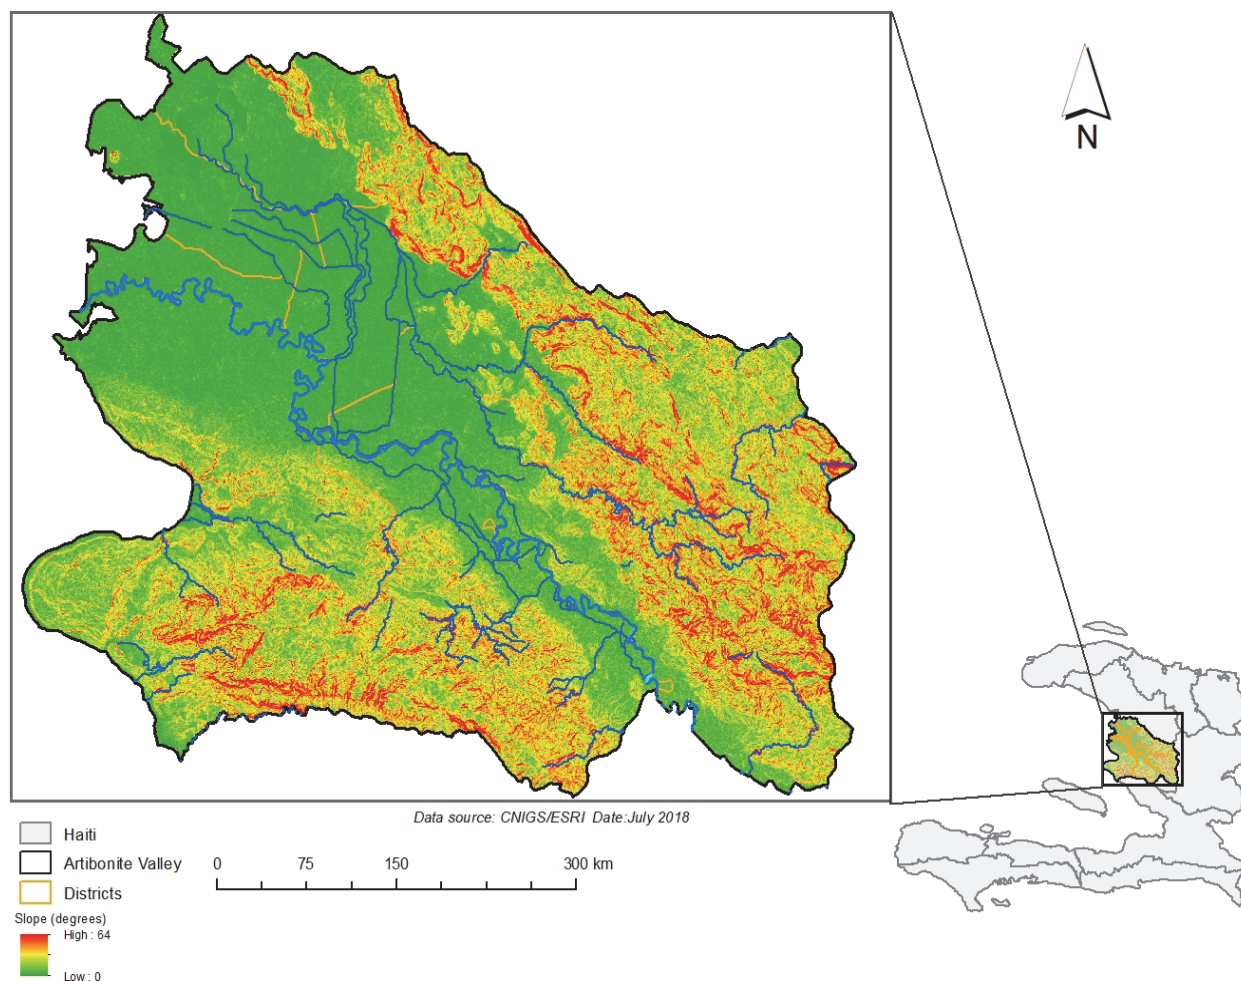 N
Data source: CNIGS/ESRI Date:July 2018
Haiti
Artibonite Valley
Districts
0 75 150 300 km
Slope (degrees)
High : 64
Low : 0